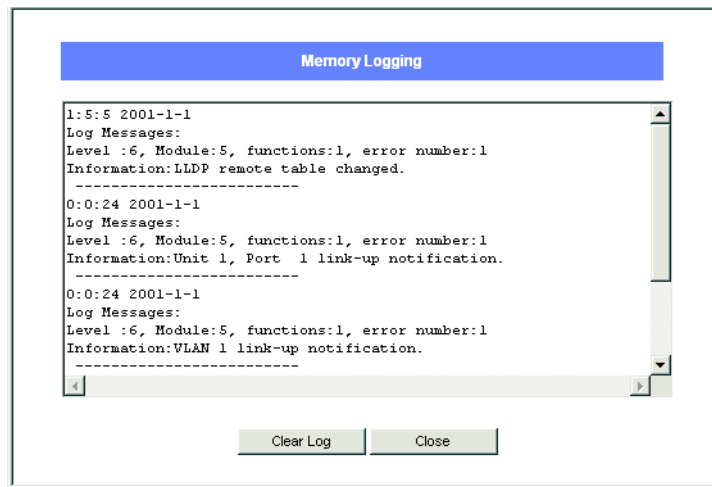 Memory Logging
1:5:5 2001-1-1
Log Messages:
Level :6, Module:5, functions:1, error number:1
Information:LLDP remote table changed.
-------------------------
0:0:24 2001-1-1
Log Messages:
Level :6, Module:5, functions:1, error number:1
Information:Unit 1, Port  1 link-up notification.
-------------------------
0:0:24 2001-1-1
Log Messages:
Level :6, Module:5, functions:1, error number:1
Information:VLAN 1 link-up notification.
-------------------------
Clear Log Close